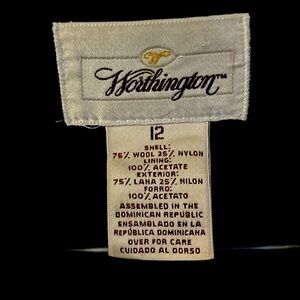 W
Worthington™
12
SHELL:
75% WOOL 25% NYLON
LINING:
100% ACETATE
EXTERIOR:
75% LANA 25% NILON
FORRO:
100% ACETATO
ASSEMBLED IN THE
DOMINICAN REPUBLIC
ENSAMBLADO EN LA
REPÚBLICA DOMINICANA
OVER FOR CARE
CUIDADO AL DORSO